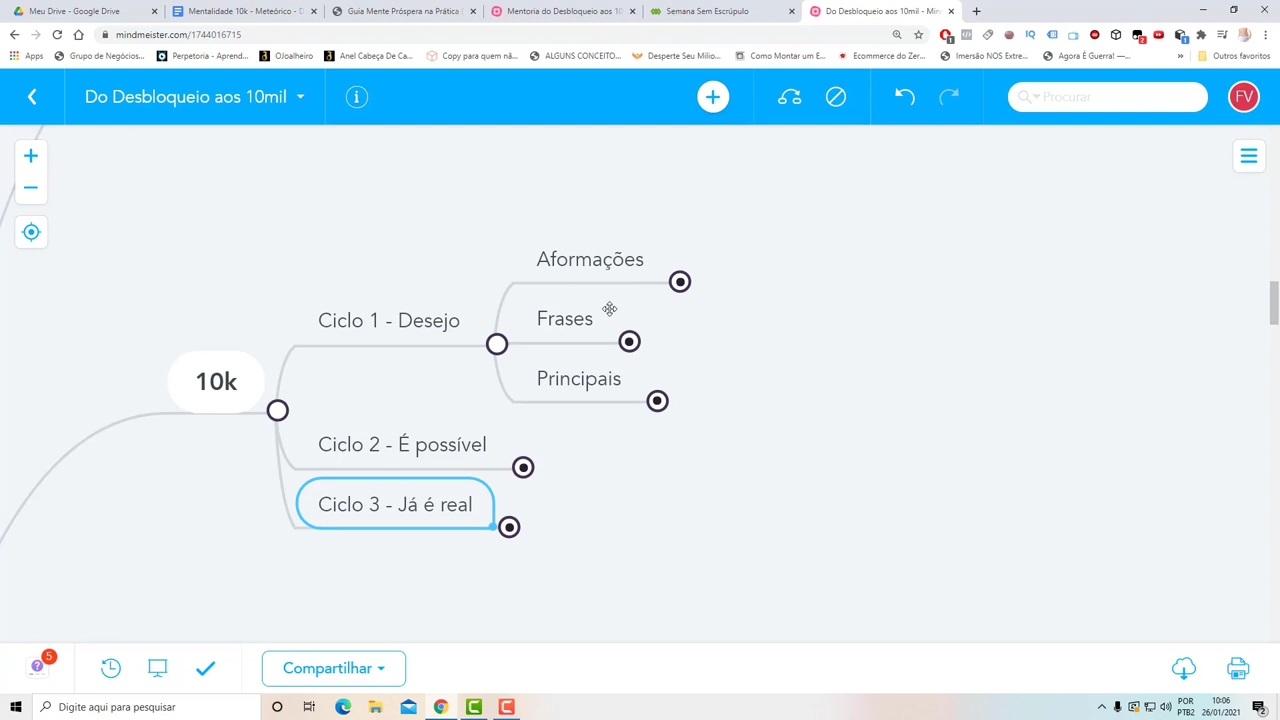 Meu Drive - Google Drive
Mentalidade 10k - Meteórico - D
Guia Mente Próspera na Prática
Mentoria do Desbloqueio aos 10
Semana Sem Escrúpulo
Do Desbloqueio aos 10mil - Min
mindmeister.com/1744016715
Apps
Grupo de Negócios...
Perpetoria - Aprend...
OJoalheiro
Anel Cabeça De Ca...
Copy para quem nã...
ALGUNS CONCEITO...
Desperte Seu Milio...
Como Montar um E...
Ecommerce do Zer...
Imersão NOS Extre...
Agora É Guerra! —...
Outros favoritos
Do Desbloqueio aos 10mil
Procurar
FV
10k
Ciclo 1 - Desejo
Aformações
Frases
Principais
Ciclo 2 - É possível
Ciclo 3 - Já é real
5
Compartilhar
Digite aqui para pesquisar
POR
PTB2
10:06
26/01/2021
2